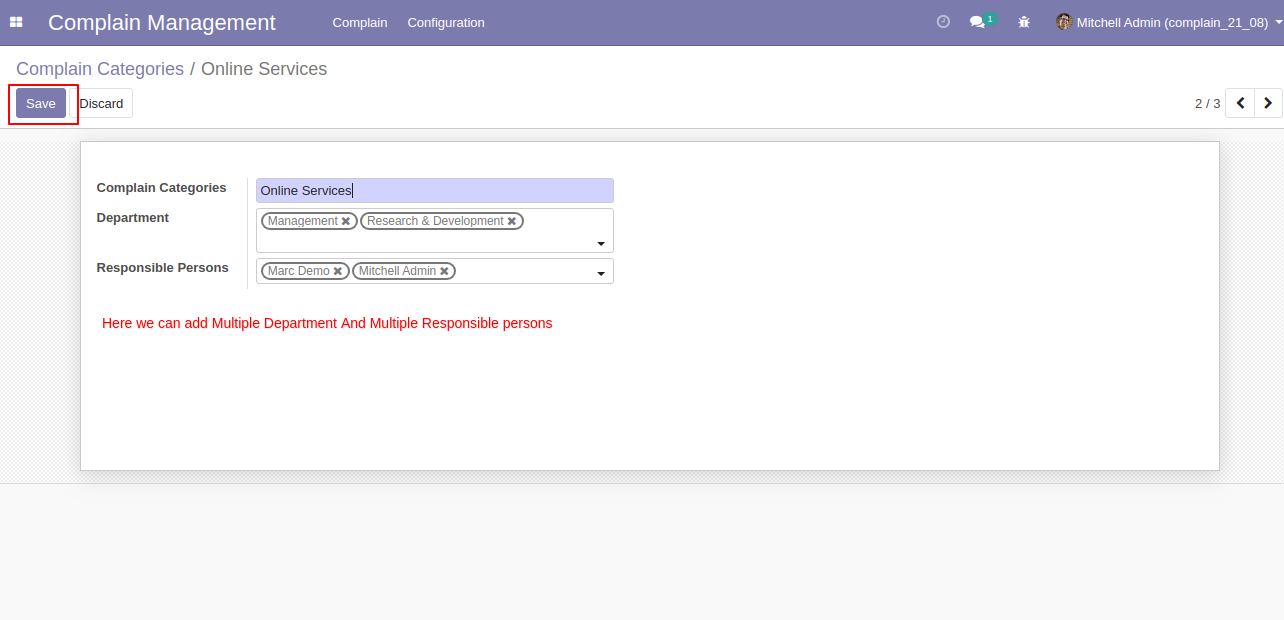 Complain Management Complain Configuration 1 Mitchell Admin (complain_21_08)
Complain Categories / Online Services
Save Discard 2 / 3
Complain Categories Online Services
Department Management Research & Development
Responsible Persons Marc Demo Mitchell Admin
Here we can add Multiple Department And Multiple Responsible persons